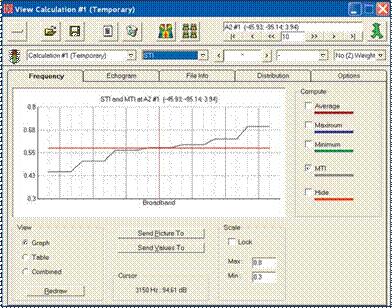 View Calculation #1 (Temporary)
A2 #1 (-45.93; -14.54; 3.94)
10
Calculation #1 (Temporary)
STI
No (Z) Weight
Frequency
Echogram
File Info
Distribution
Options
STI and MTI at A2 #1 (-45.93; -14.54; 3.94)
0.8
0.68
0.55
0.43
0.3
Broadband
Compute
Average
Maximum
Minimum
MTI
Hide
View
Graph
Table
Combined
Redraw
Send Picture To
Send Values To
Cursor
3150 Hz : 94.61 dB
Scale
Lock
Max : 0.8
Min : 0.3